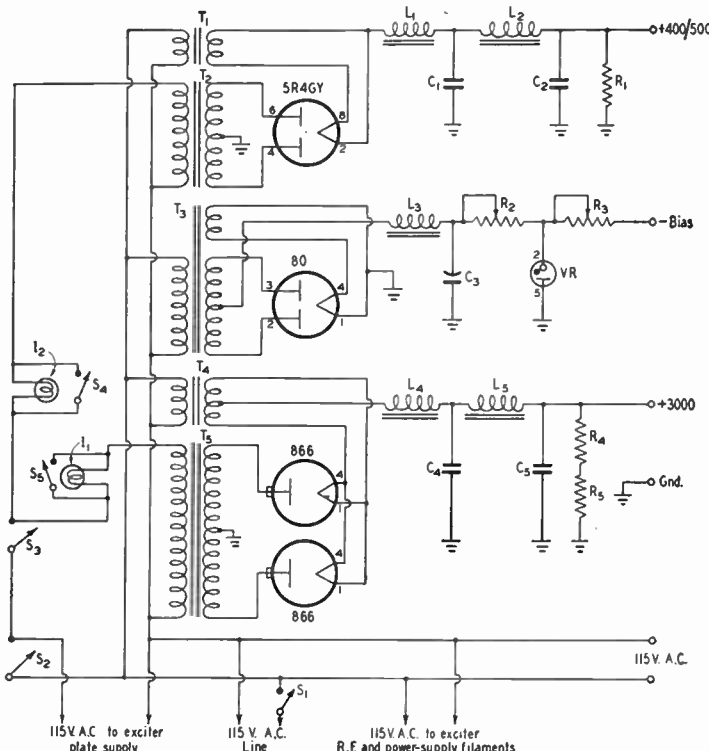 T1
L1
L2
+400/500
T2
5R4GY
6
8
C1
C2
R1
4
2
T3
L3
R2
R3
-Bias
80
3
4
2
C3
VR
2
1
5
I2
S4
T4
L4
L5
+3000
I1
T5
S5
4
C4
C5
R4
1
866
Gnd.
R5
S3
4
1
866
115V. A.C.
S2
S1
115V. A.C to exciter
plate supply
115 V. A.C.
Line
115V. A.C. to exciter
R.F. and power-supply filaments